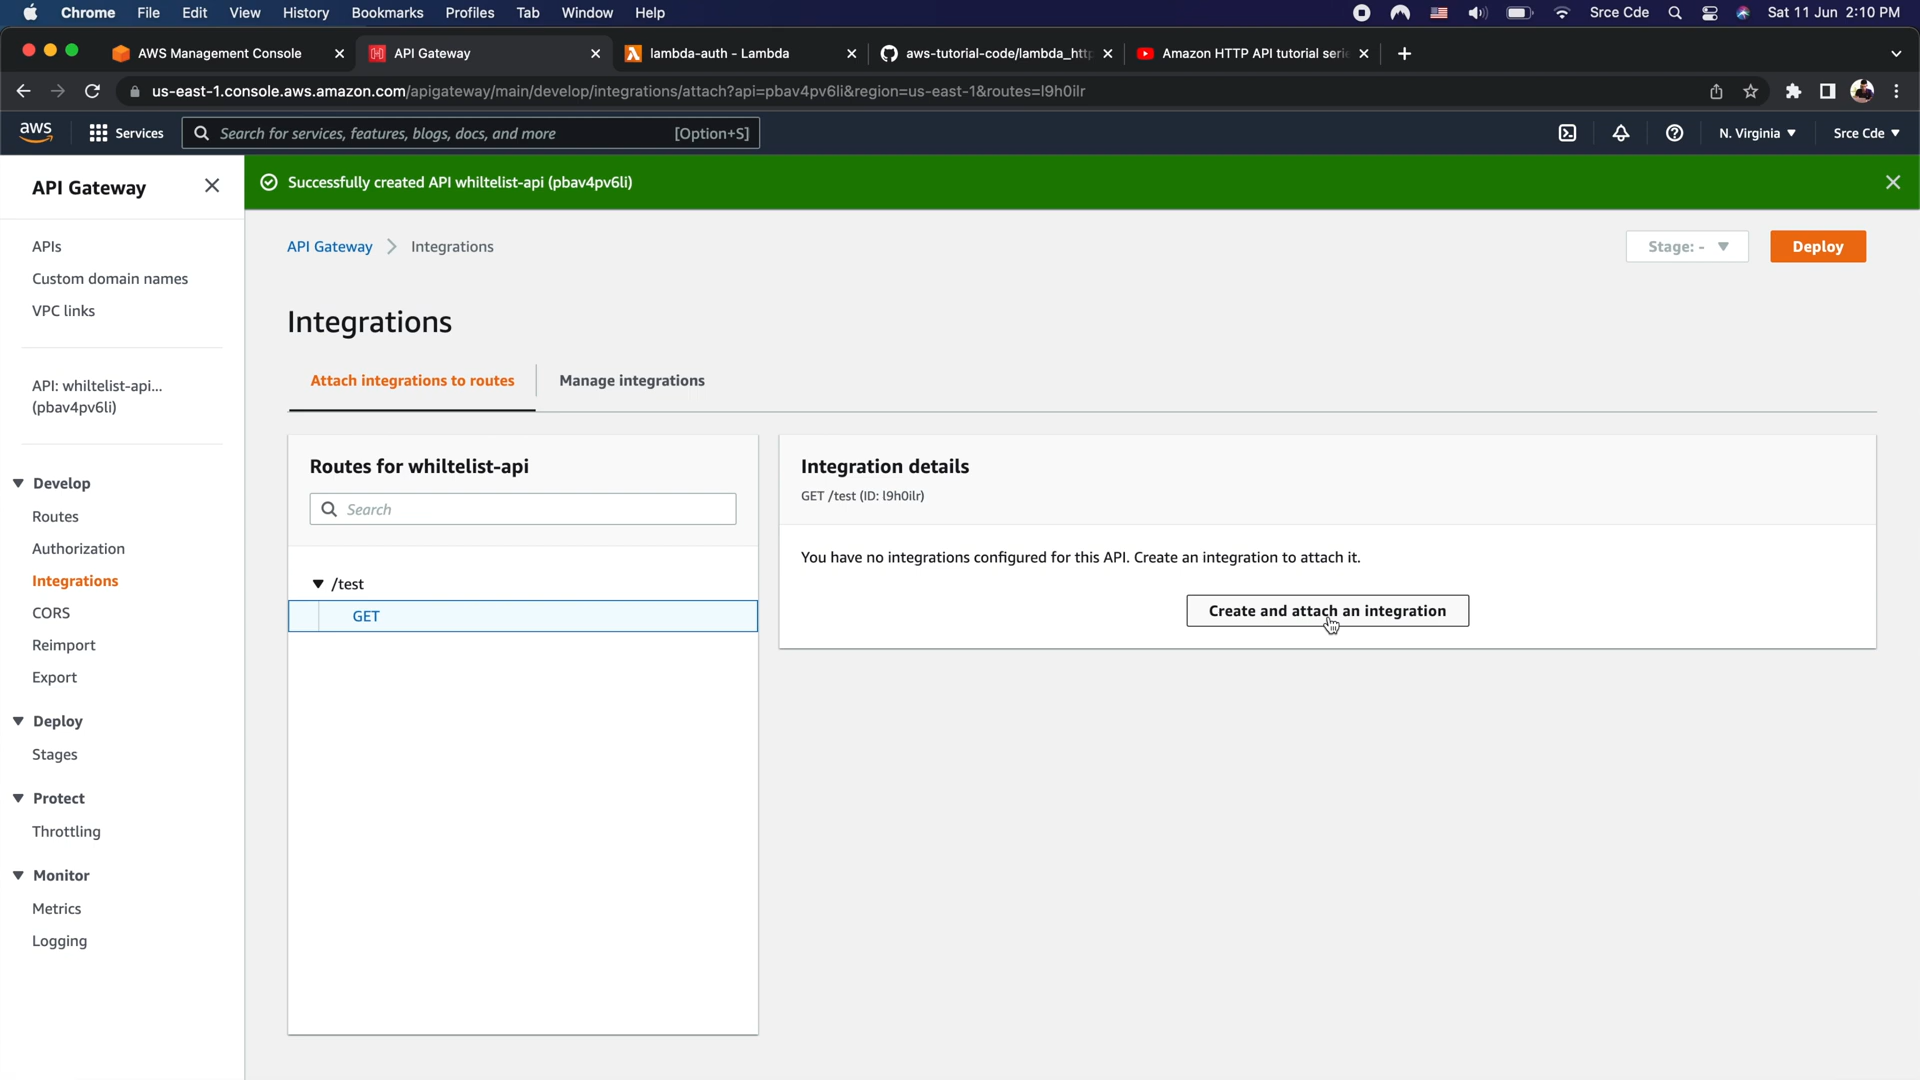 Chrome File Edit View History Bookmarks Profiles Tab Window Help Srce Cde Sat 11 Jun 2:10 PM
AWS Management Console API Gateway lambda-auth - Lambda aws-tutorial-code/lambda_http Amazon HTTP API tutorial serie
us-east-1.console.aws.amazon.com/apigateway/main/develop/integrations/attach?api=pbav4pv6li&region=us-east-1&routes=l9h0ilr
aws Services Search for services, features, blogs, docs, and more [Option+S] N. Virginia Srce Cde
API Gateway
Successfully created API whiltelist-api (pbav4pv6li)
APIs
Custom domain names
VPC links
API: whiltelist-api...
(pbav4pv6li)
Develop
Routes
Authorization
Integrations
CORS
Reimport
Export
Deploy
Stages
Protect
Throttling
Monitor
Metrics
Logging
API Gateway Integrations
Stage: - Deploy
Integrations
Attach integrations to routes Manage integrations
Routes for whiltelist-api
Search
/test
GET
Integration details
GET /test (ID: l9h0ilr)
You have no integrations configured for this API. Create an integration to attach it.
Create and attach an integration